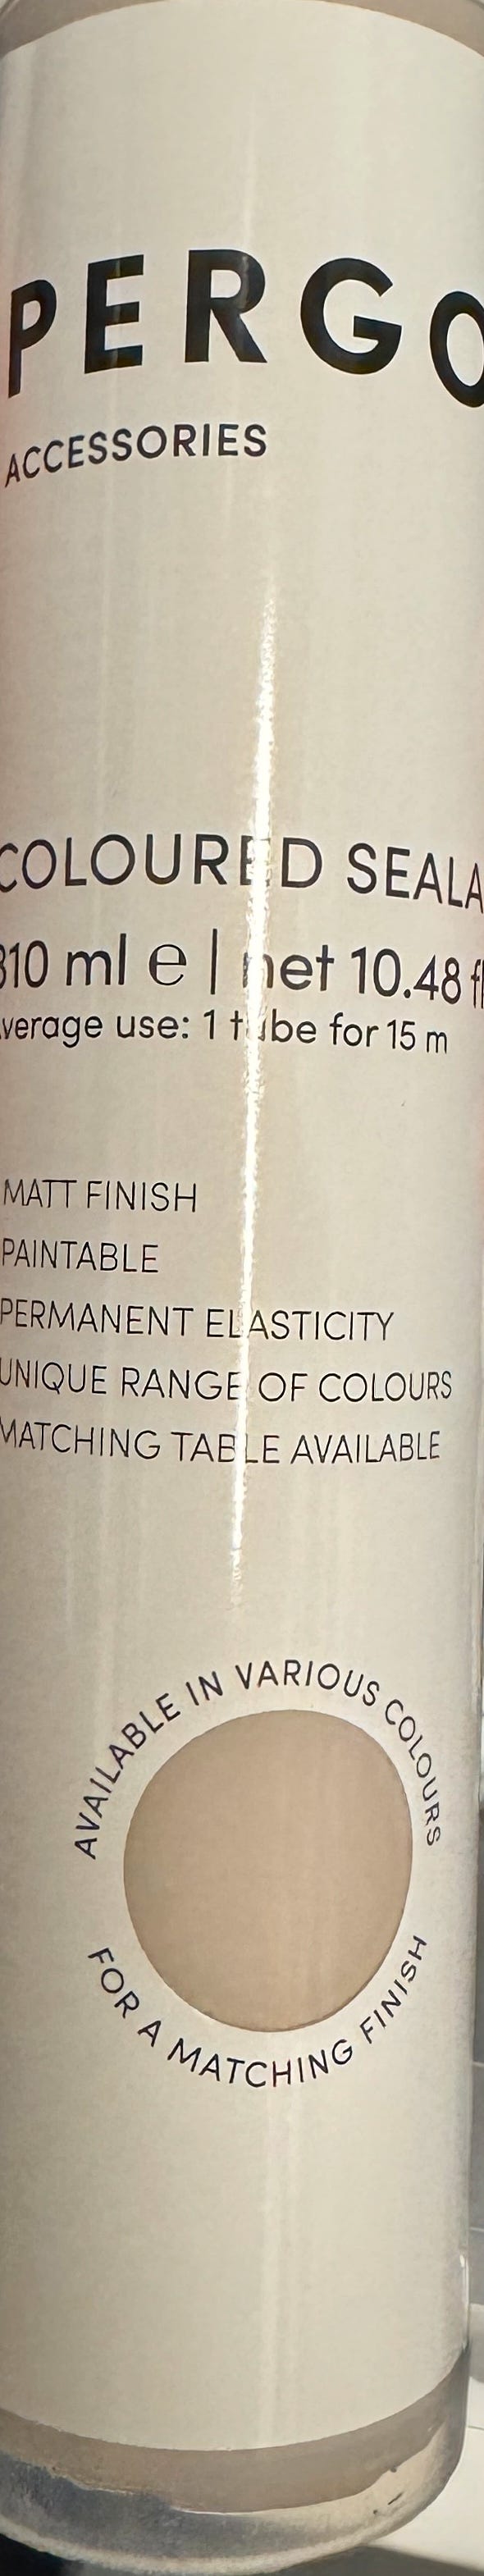 PERGO
ACCESSORIES
COLOURED SEALA
310 ml e | net 10.48 fl
verage use: 1 tube for 15 m
MATT FINISH
PAINTABLE
PERMANENT ELASTICITY
UNIQUE RANGE OF COLOURS
MATCHING TABLE AVAILABLE
AVAILABLE IN VARIOUS COLOURS
FOR A MATCHING FINISH